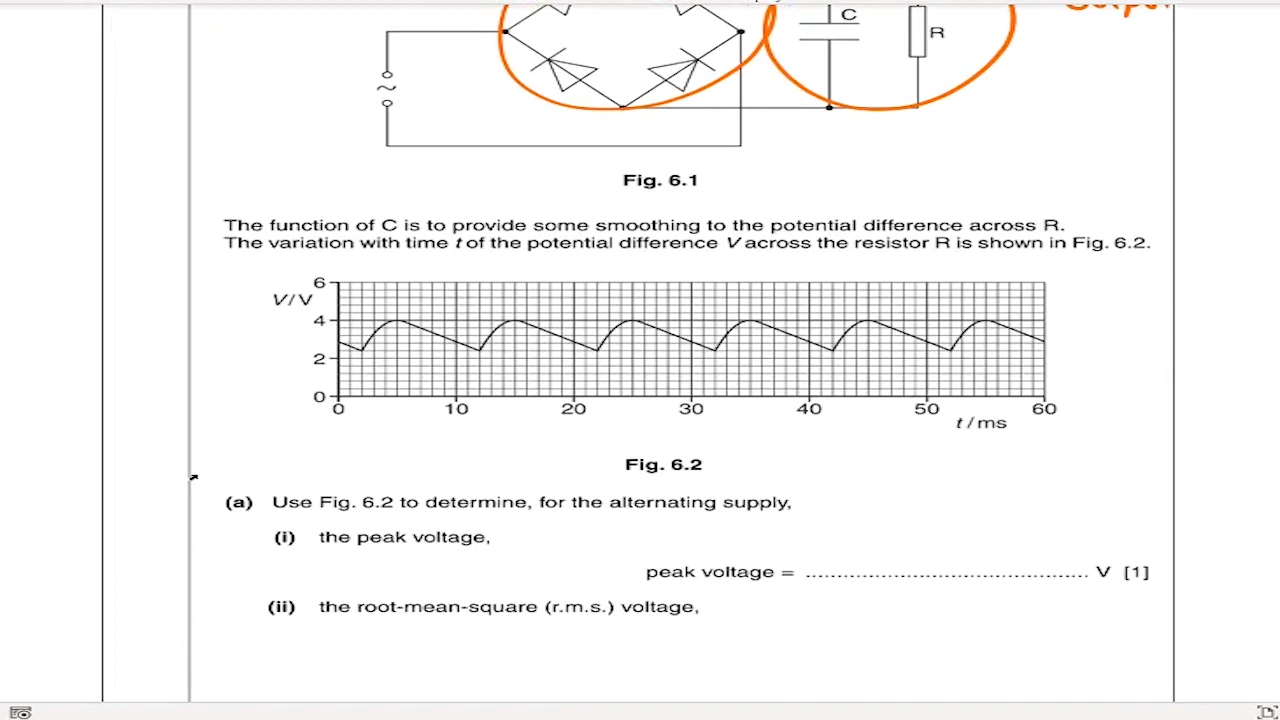 C
R
~
Fig. 6.1
The function of C is to provide some smoothing to the potential difference across R.
The variation with time t of the potential difference V across the resistor R is shown in Fig. 6.2.
6
V/V
4
2
0
0 10 20 30 40 50 60
t/ms
Fig. 6.2
(a) Use Fig. 6.2 to determine, for the alternating supply,
(i) the peak voltage,
peak voltage = ............................................... V [1]
(ii) the root-mean-square (r.m.s.) voltage,